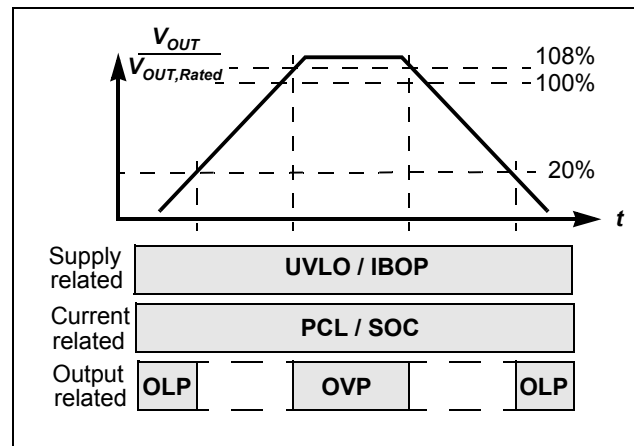 V_OUT
V_OUT,Rated
108%
100%
20%
t
Supply related
UVLO / IBOP
Current related
PCL / SOC
Output related
OLP
OVP
OLP